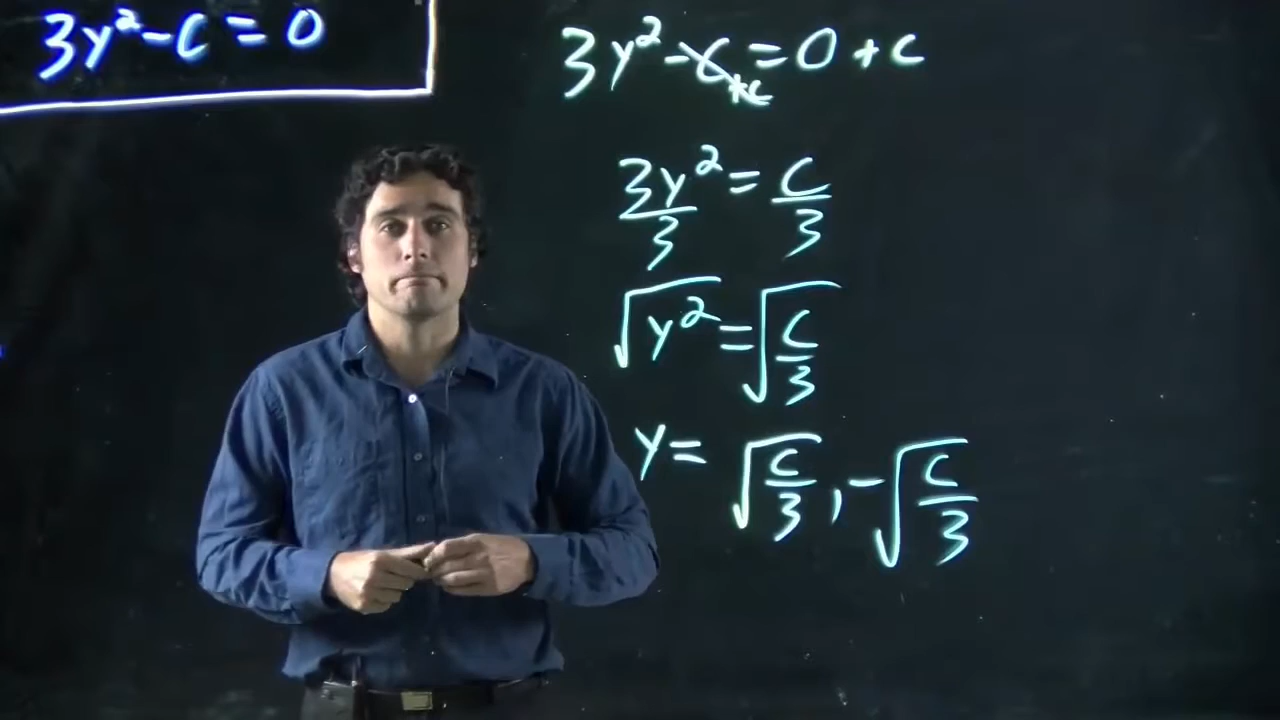 3y² - c = 0
3y² - c + c = 0 + c
3y²/3 = c/3
√y² = √c/3
y = √c/3 , -√c/3